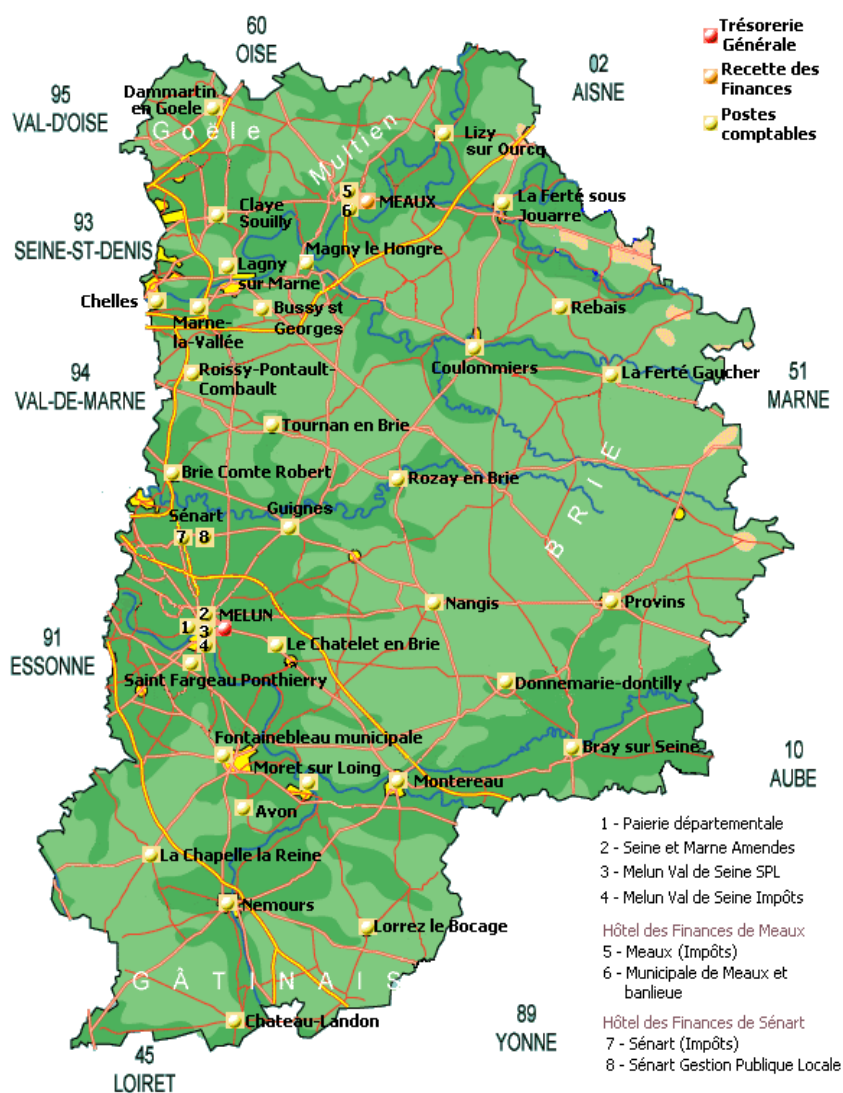 60
OISE
Trésorerie
Générale
Recette des
Finances
Postes
comptables
02
AISNE
95
VAL-D'OISE
Dammartin
en Goele
Goële
Multien
Lizy
sur Ourcq
5
6
MEAUX
La Ferté sous
Jouarre
Claye
Souilly
93
SEINE-ST-DENIS
Magny le Hongre
Lagny
sur Marne
Chelles
Marne-
la-Vallée
Bussy st
Georges
Rebais
Coulommiers
La Ferté Gaucher
94
VAL-DE-MARNE
Roissy-Pontault-
Combault
51
MARNE
Tournan en Brie
BRIE
Brie Comte Robert
Rozay en Brie
Guignes
Sénart
7
8
Nangis
Provins
91
ESSONNE
2
MELUN
1
3
4
Le Chatelet en Brie
Saint Fargeau Ponthierry
Donnemarie-dontilly
Fontainebleau municipale
Bray sur Seine
10
AUBE
Moret sur Loing
Montereau
Avon
La Chapelle la Reine
Nemours
Lorrez le Bocage
GÂTINAIS
Chateau-Landon
45
LOIRET
89
YONNE
1 - Paierie départementale
2 - Seine et Marne Amendes
3 - Melun Val de Seine SPL
4 - Melun Val de Seine Impôts
Hôtel des Finances de Meaux
5 - Meaux (Impôts)
6 - Municipale de Meaux et
banlieue
Hôtel des Finances de Sénart
7 - Sénart (Impôts)
8 - Sénart Gestion Publique Locale